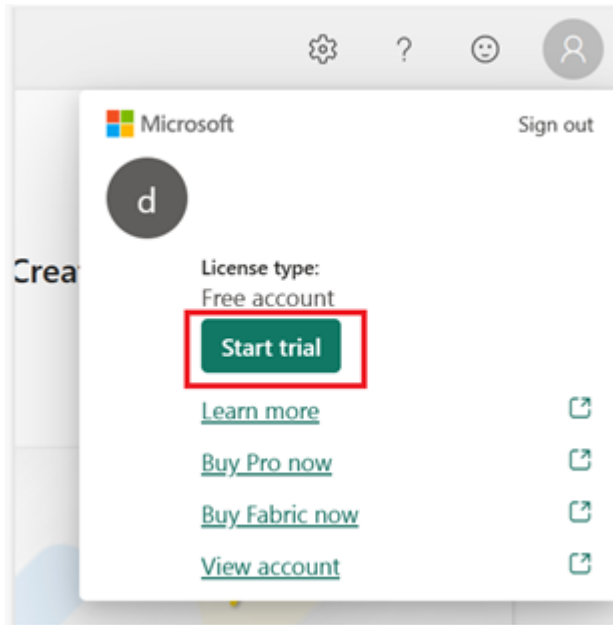 ?
Microsoft
Sign out
d
Crea
License type:
Free account
Start trial
Learn more
Buy Pro now
Buy Fabric now
View account